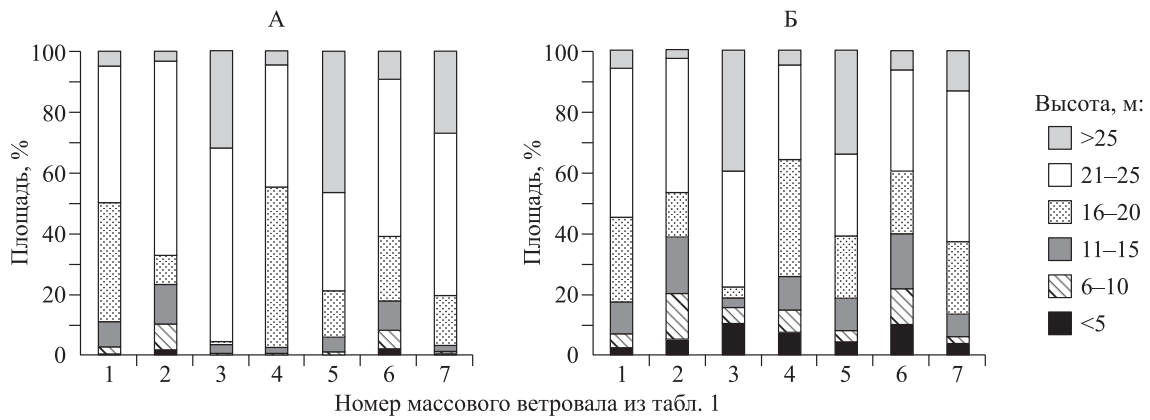 А
Б
100
80
60
40
20
0
Площадь, %
1 2 3 4 5 6 7
100
80
60
40
20
0
Площадь, %
1 2 3 4 5 6 7
Высота, м:
>25
21–25
16–20
11–15
6–10
<5
Номер массового ветровала из табл. 1